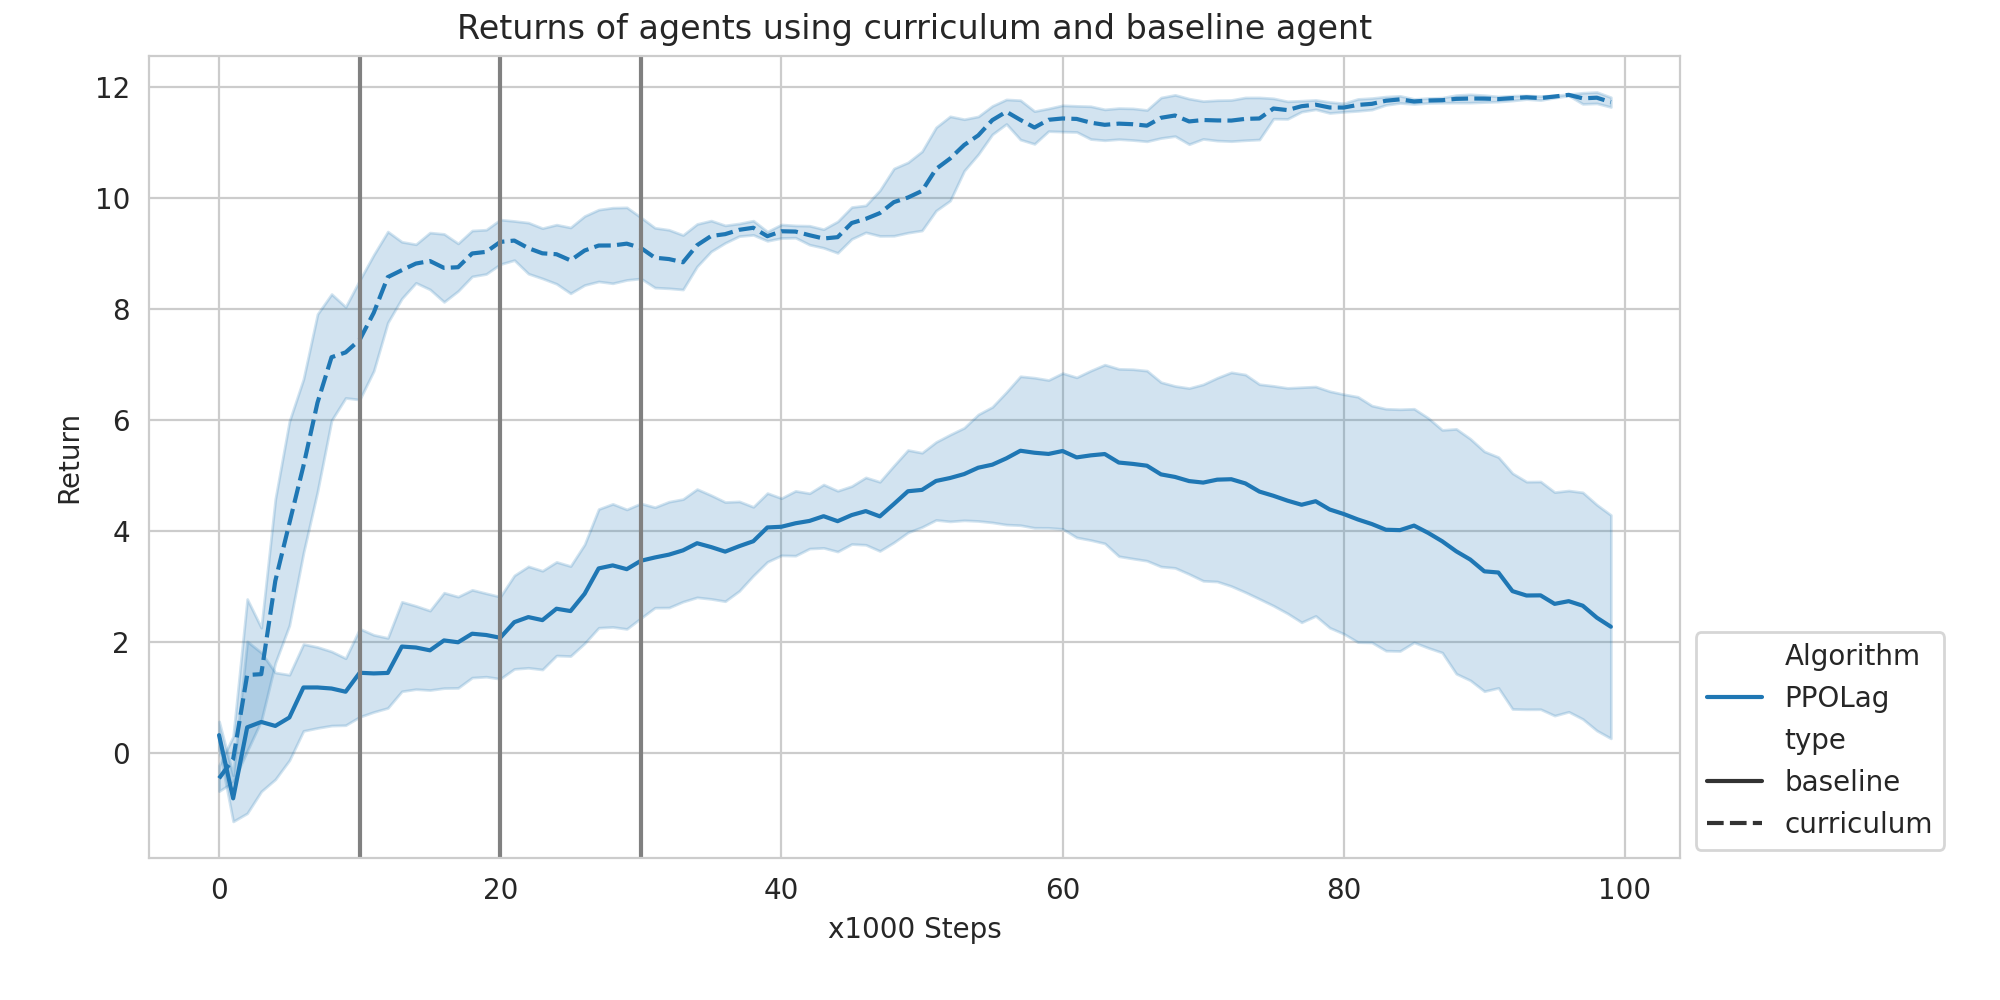 Returns of agents using curriculum and baseline agent
12
10
8
6
4
2
0
Return
0 20 40 60 80 100
x1000 Steps
Algorithm
PPOLag
type
baseline
curriculum